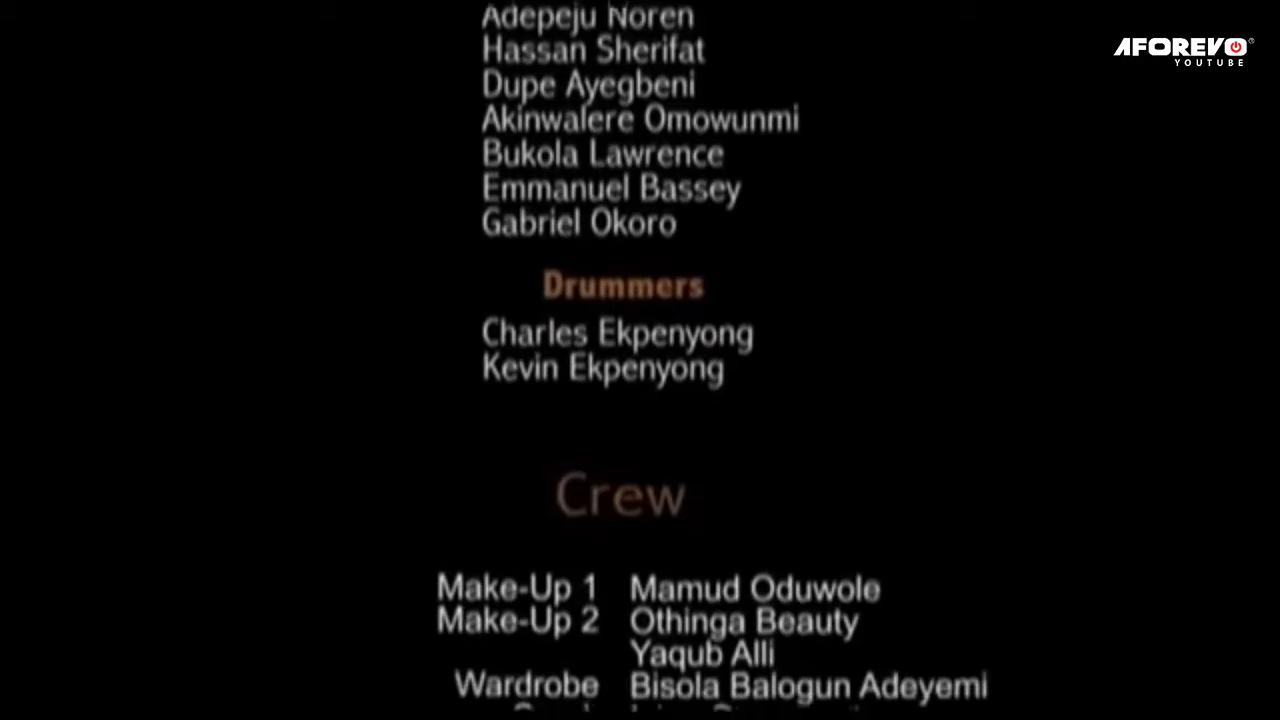 Adepeju Noren
Hassan Sherifat
Dupe Ayegbeni
Akinwalere Omowunmi
Bukola Lawrence
Emmanuel Bassey
Gabriel Okoro
Drummers
Charles Ekpenyong
Kevin Ekpenyong
Crew
Make-Up 1 Mamud Oduwole
Make-Up 2 Othinga Beauty
Yaqub Alli
Wardrobe Bisola Balogun Adeyemi
AFOREVO
YOUTUBE